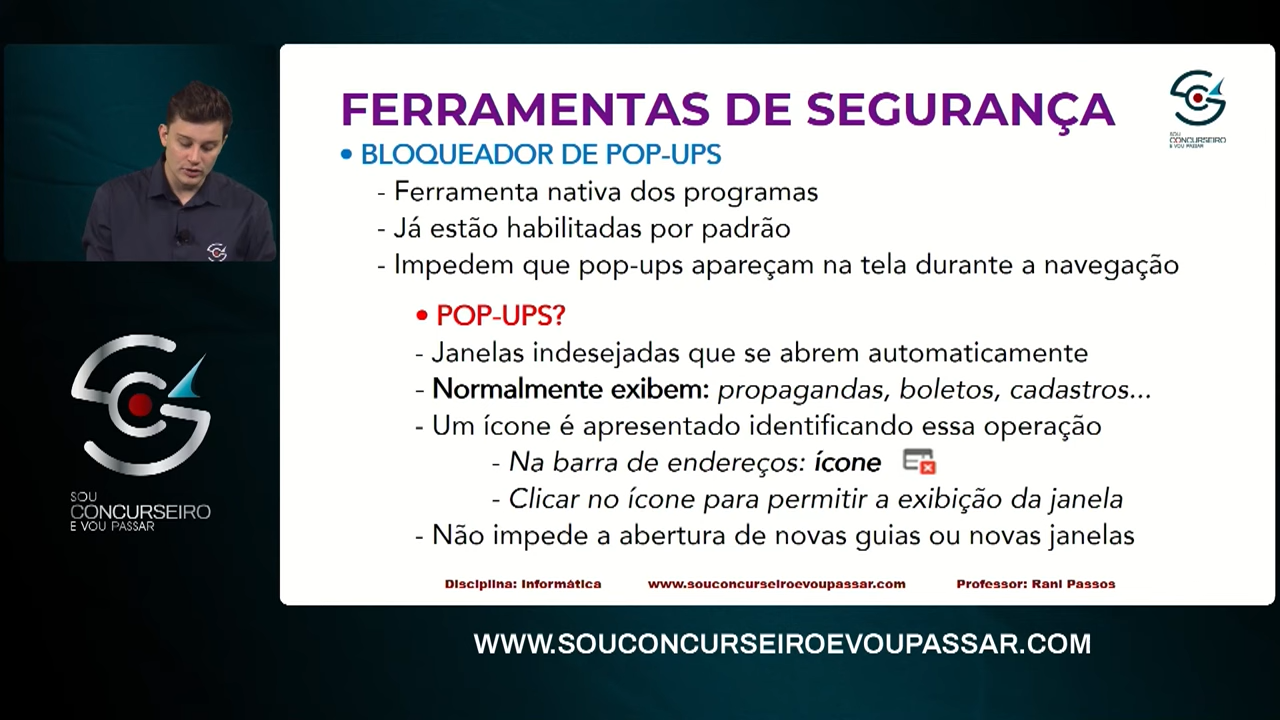 FERRAMENTAS DE SEGURANÇA
SOU
CONCURSEIRO
E VOU PASSAR
• BLOQUEADOR DE POP-UPS
- Ferramenta nativa dos programas
- Já estão habilitadas por padrão
- Impedem que pop-ups apareçam na tela durante a navegação
• POP-UPS?
- Janelas indesejadas que se abrem automaticamente
- Normalmente exibem: propagandas, boletos, cadastros...
- Um ícone é apresentado identificando essa operação
- Na barra de endereços: ícone
- Clicar no ícone para permitir a exibição da janela
- Não impede a abertura de novas guias ou novas janelas
Disciplina: Informática www.souconcurseiroevoupassar.com Professor: Rani Passos
SOU
CONCURSEIRO
E VOU PASSAR
WWW.SOUCONCURSEIROEVOUPASSAR.COM